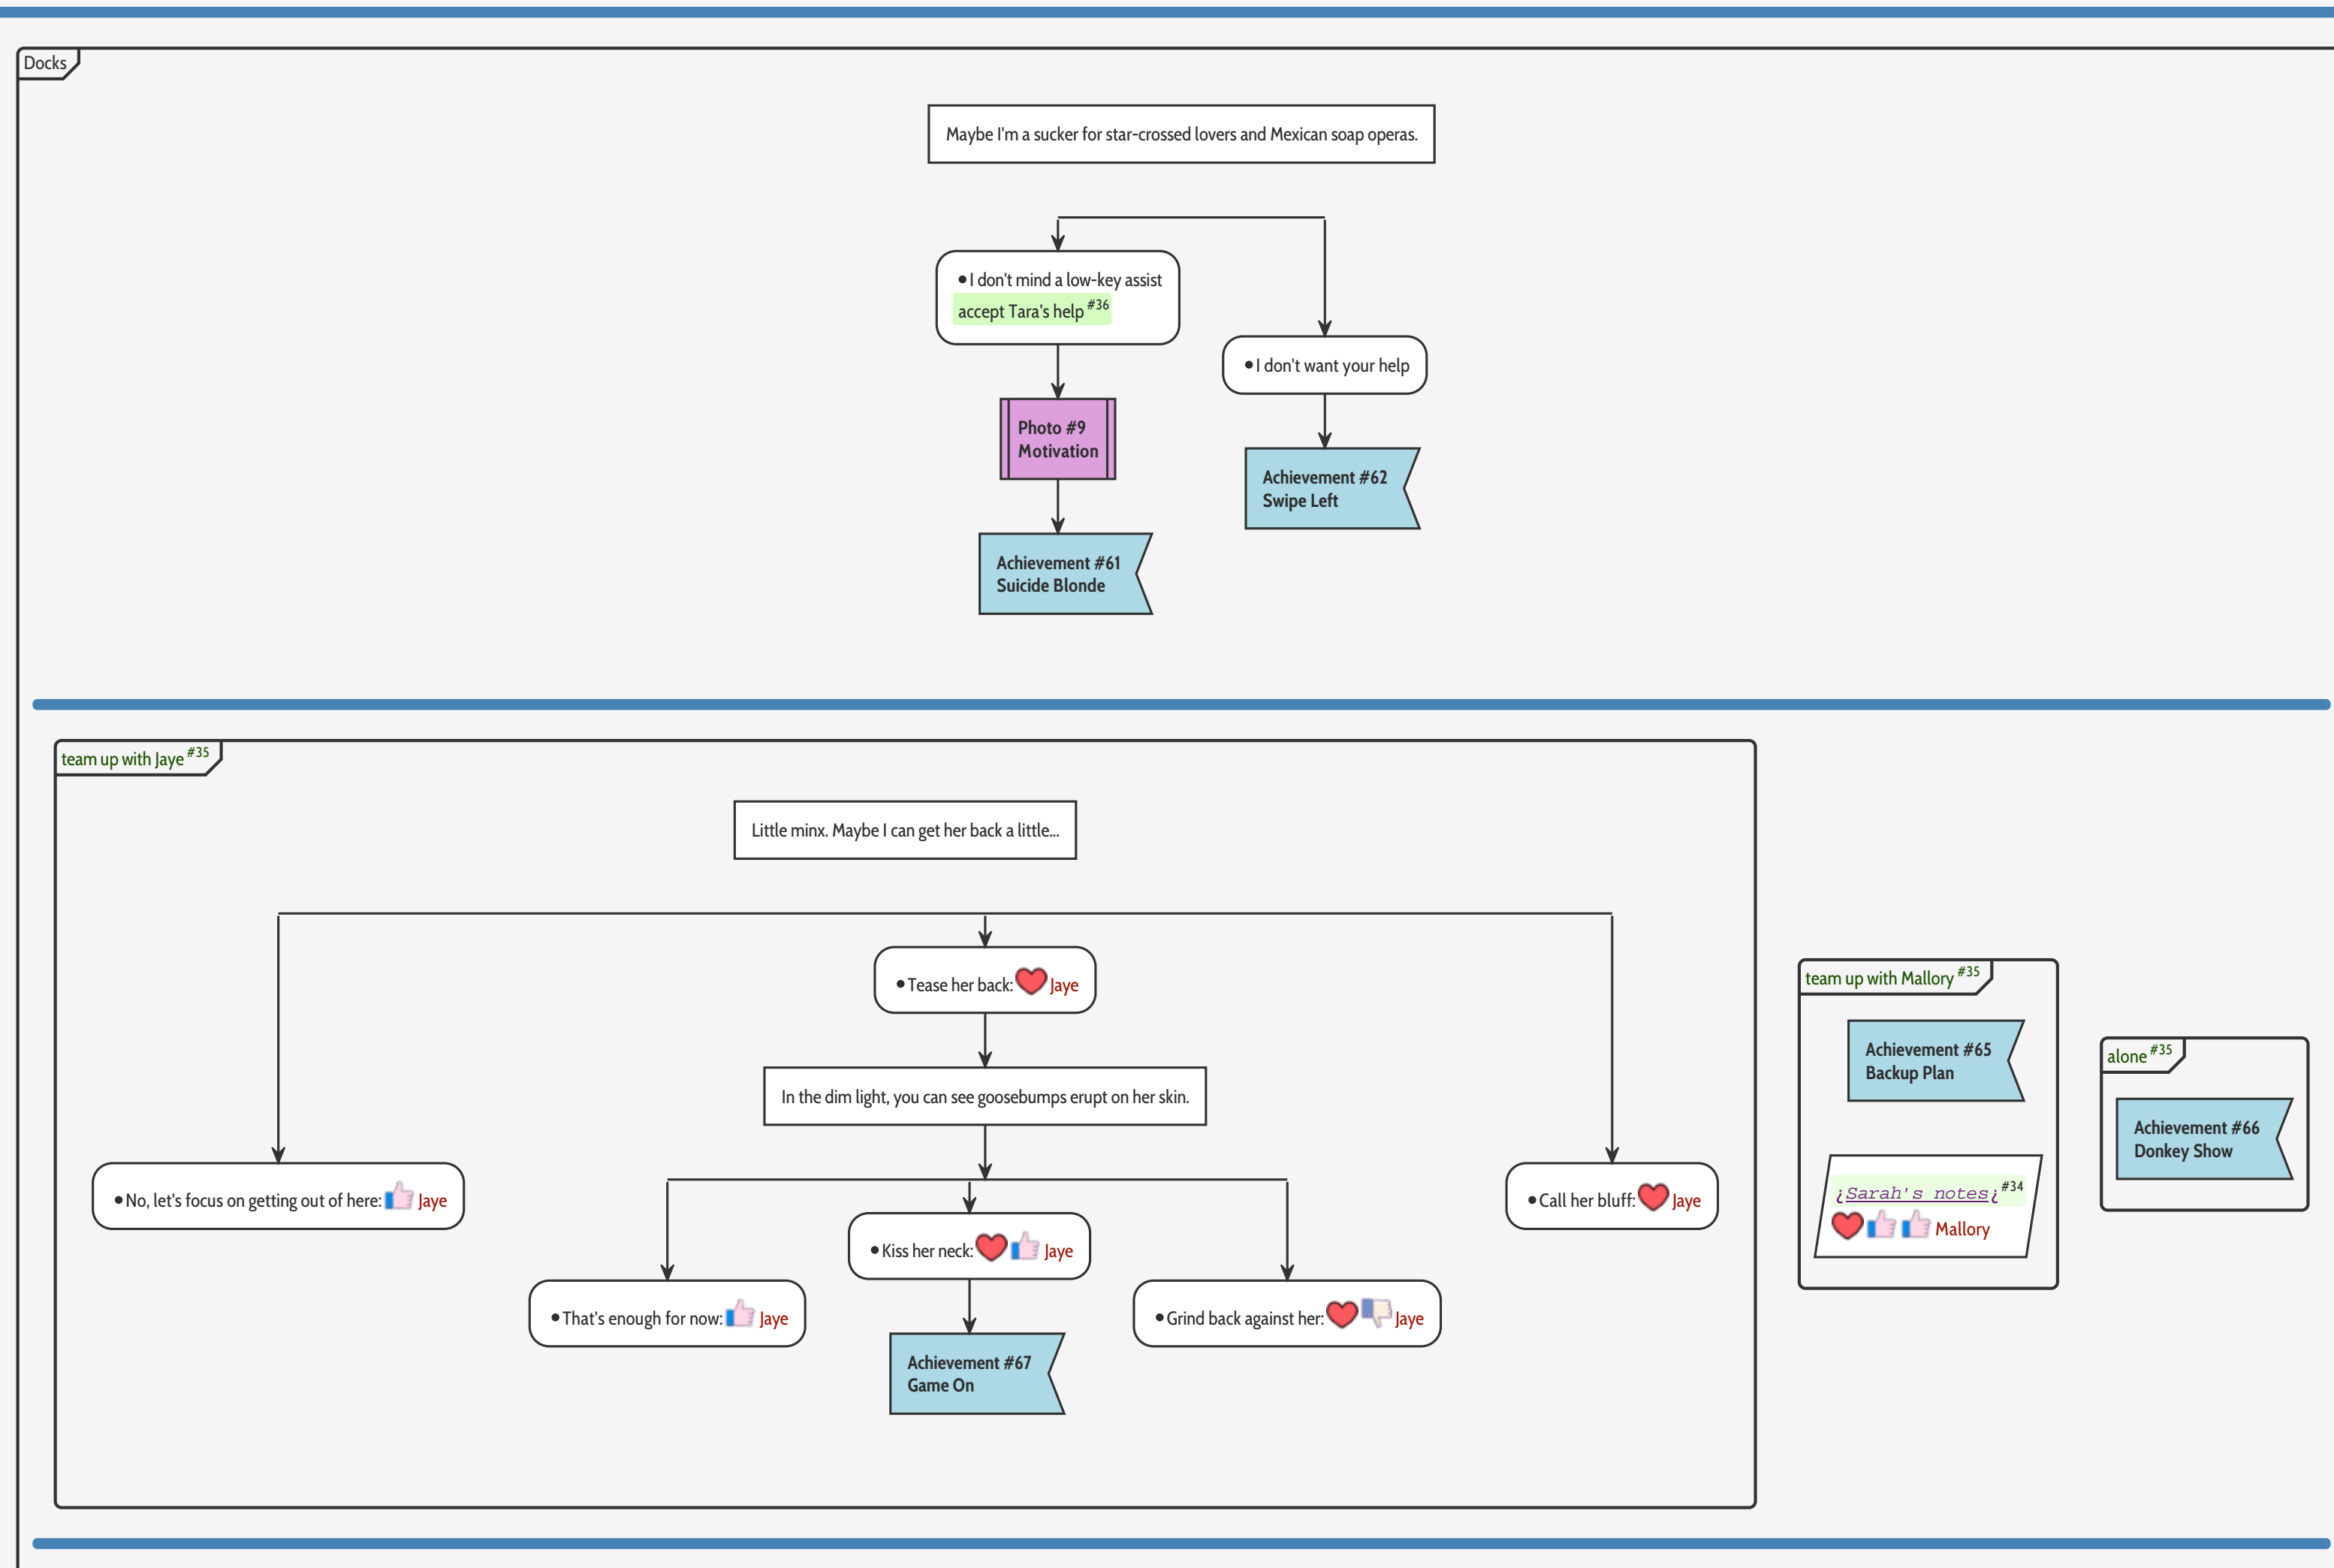 Docks
Maybe I'm a sucker for star-crossed lovers and Mexican soap operas.
•I don't mind a low-key assist
accept Tara's help #36
•I don't want your help
Photo #9
Motivation
Achievement #62
Swipe Left
Achievement #61
Suicide Blonde
team up with Jaye #35
Little minx. Maybe I can get her back a little...
•Tease her back: ❤ Jaye
In the dim light, you can see goosebumps erupt on her skin.
•No, let's focus on getting out of here: 👍 Jaye
•Call her bluff: ❤ Jaye
•Kiss her neck: ❤👍 Jaye
•That's enough for now: 👍 Jaye
•Grind back against her: ❤👎 Jaye
Achievement #67
Game On
team up with Mallory #35
Achievement #65
Backup Plan
¿Sarah's notes¿ #34
❤👍👍 Mallory
alone #35
Achievement #66
Donkey Show